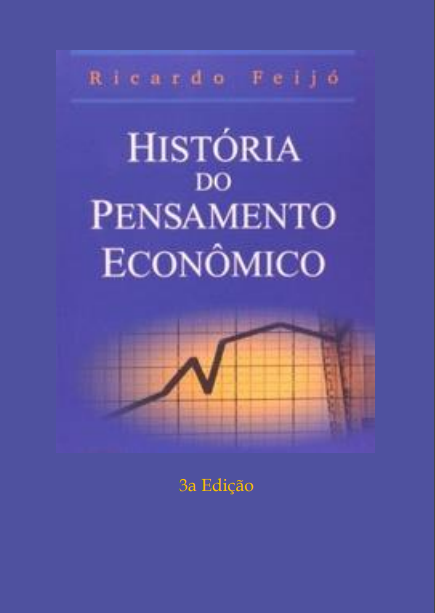 Ricardo Feijó
HISTÓRIA
DO
PENSAMENTO
ECONÔMICO
3a Edição